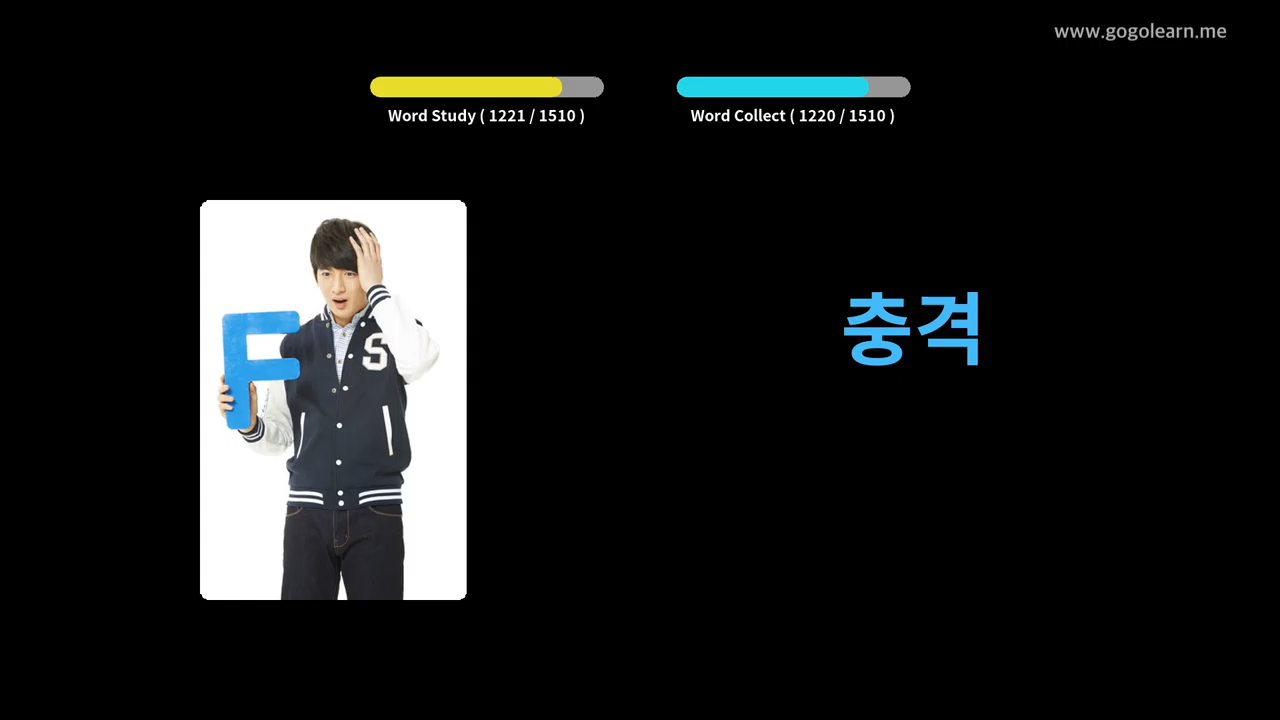 www.gogolearn.me
Word Study ( 1221 / 1510 )
Word Collect ( 1220 / 1510 )
충격
F
S